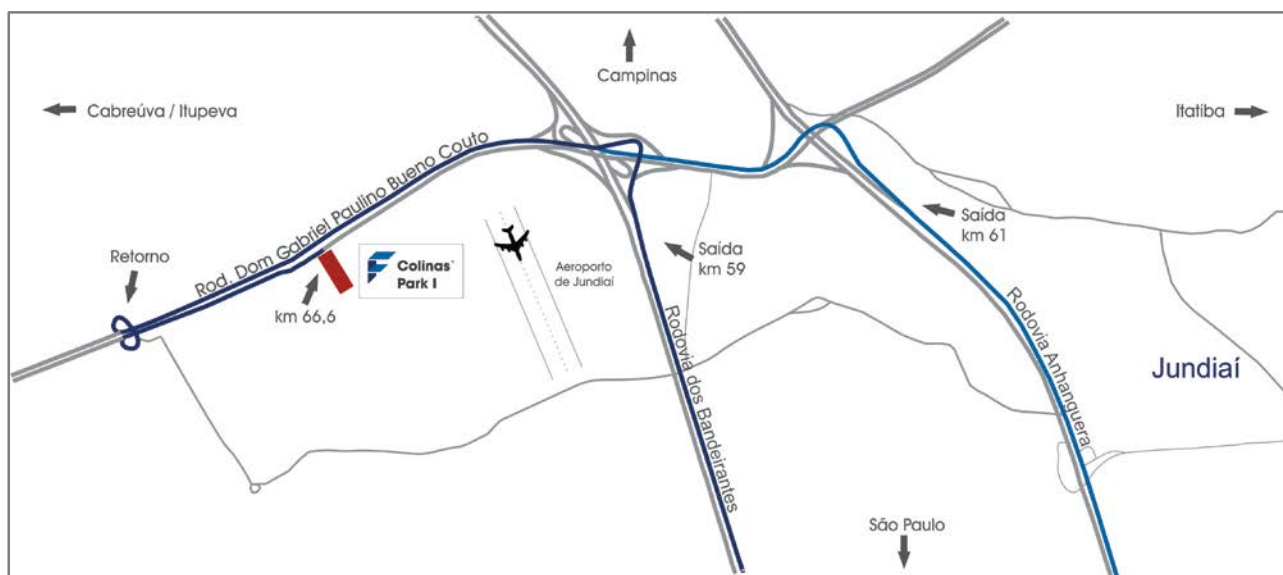 Campinas
Cabreúva / Itupeva
Itatiba
Rod. Dom Gabriel Paulino Bueno Couto
Saída
km 61
Retorno
Saída
km 59
Colinas
Park I
Aeroporto
de Jundiaí
km 66,6
Rodovia dos Bandeirantes
Rodovia Anhanquera
Jundiaí
São Paulo